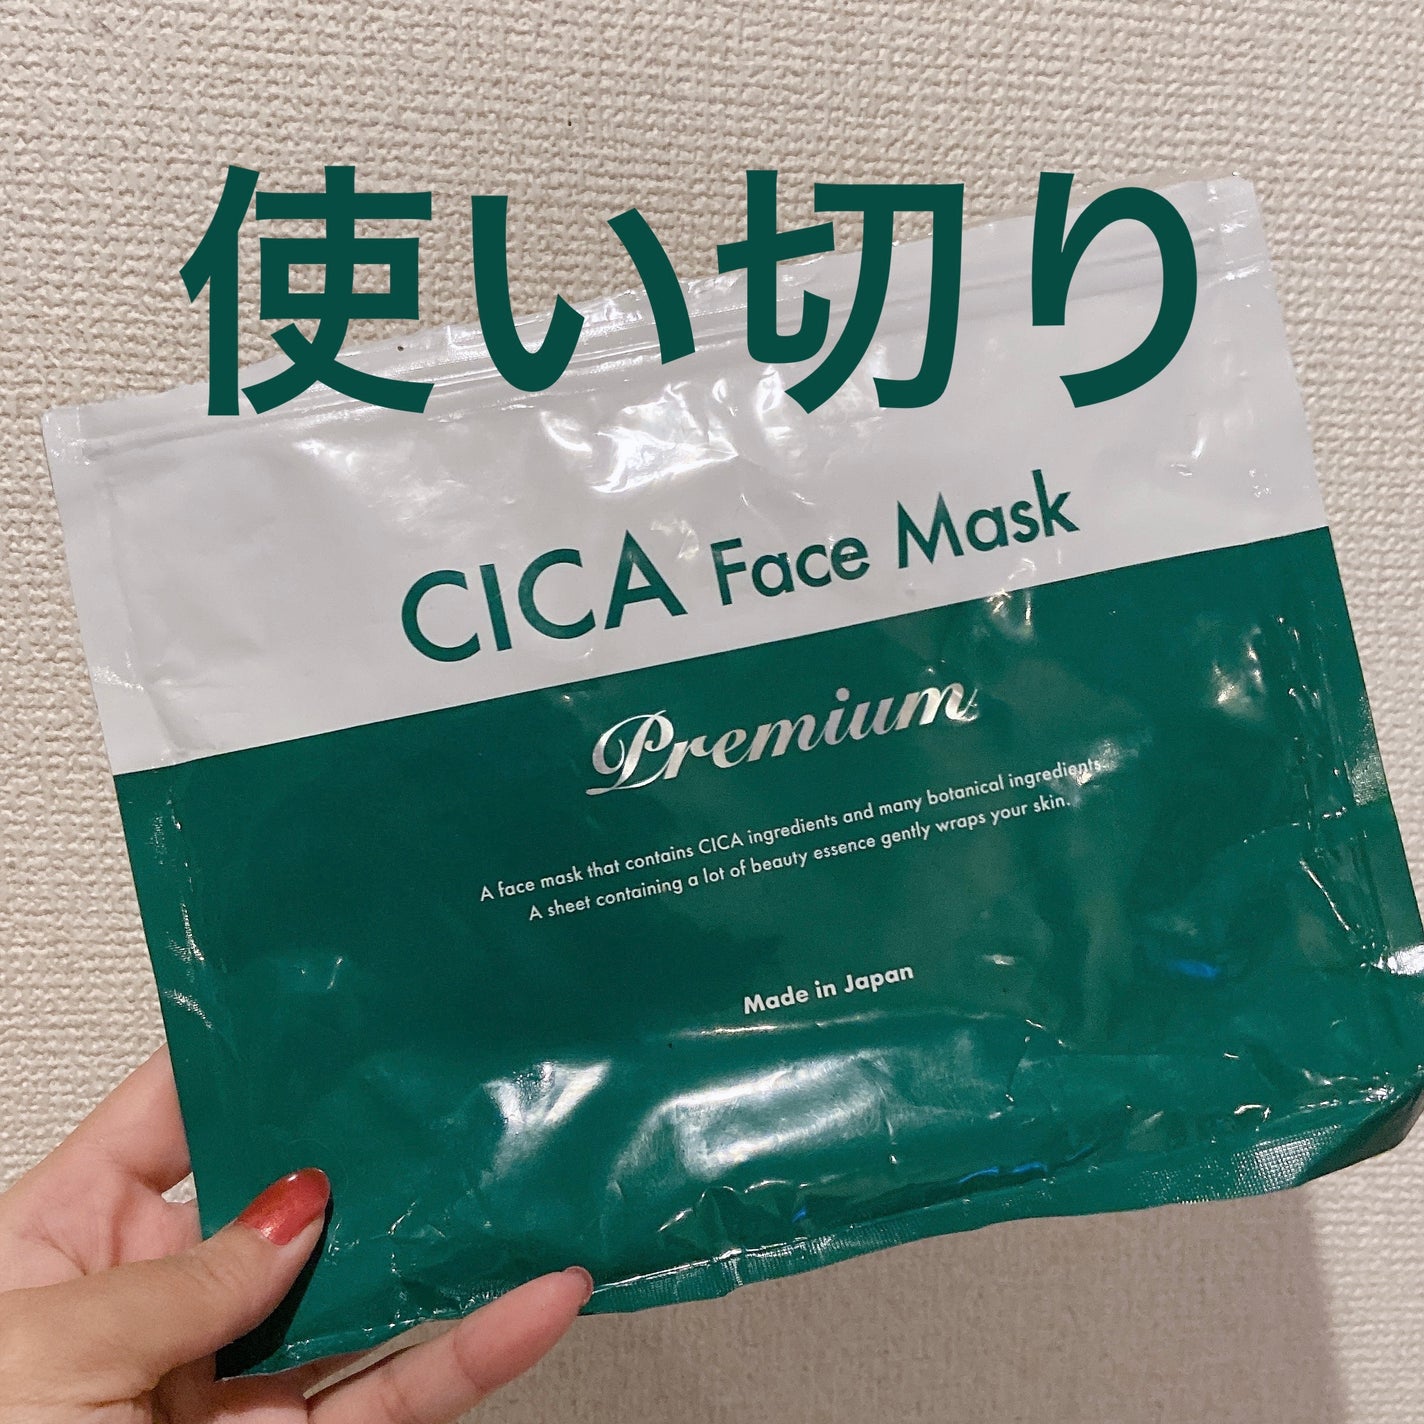 使い切り
CICA Face Mask
Premium
A face mask that contains CICA ingredients and many botanical ingredients.
A sheet containing a lot of beauty essence gently wraps your skin.
Made in Japan